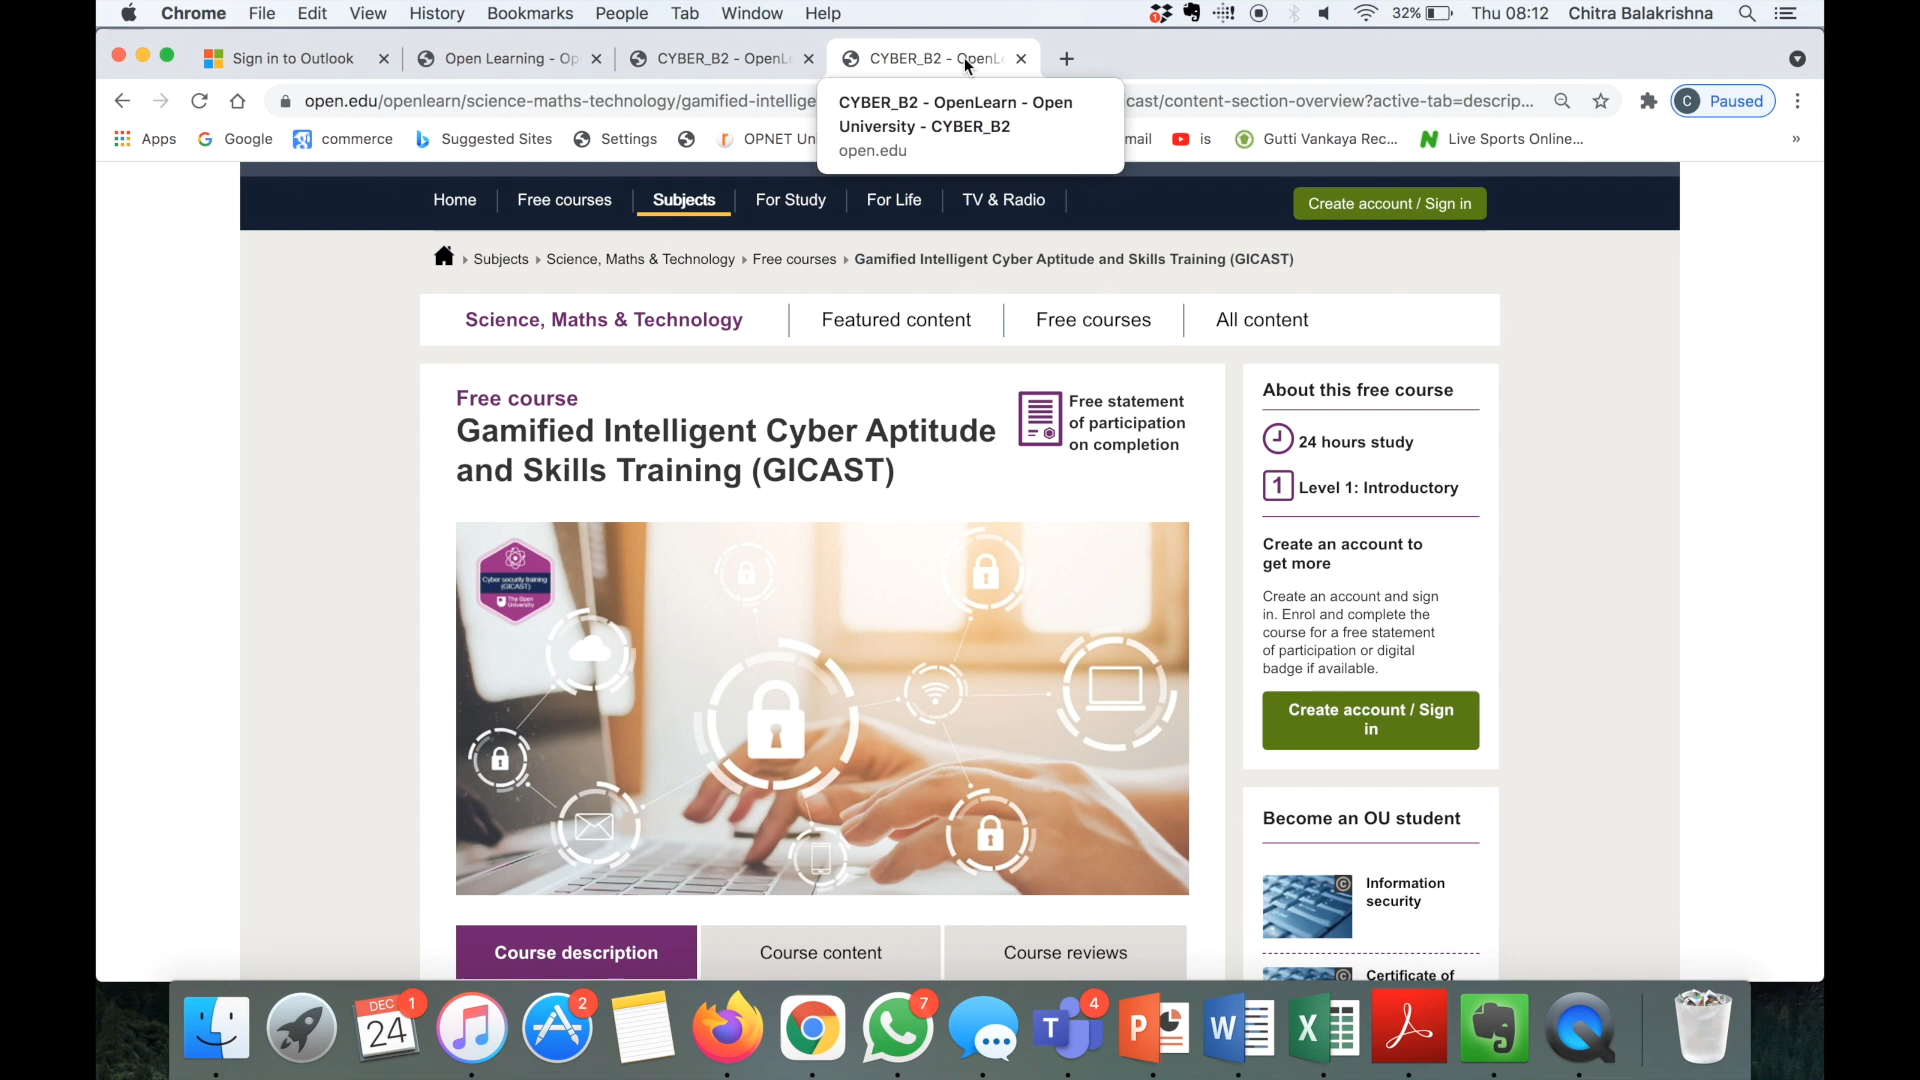 Chrome File Edit View History Bookmarks People Tab Window Help
1
32%
Thu 08:12 Chitra Balakrishna
Sign in to Outlook
Open Learning - Op
CYBER_B2 - OpenL
CYBER_B2 - OpenL
open.edu/openlearn/science-maths-technology/gamified-intellige
cast/content-section-overview?active-tab=descrip...
C Paused
CYBER_B2 - OpenLearn - Open
University - CYBER_B2
open.edu
Apps Google commerce Suggested Sites Settings OPNET Un
mail is Gutti Vankaya Rec... Live Sports Online... »
Home Free courses Subjects For Study For Life TV & Radio
Create account / Sign in
Subjects Science, Maths & Technology Free courses Gamified Intelligent Cyber Aptitude and Skills Training (GICAST)
Science, Maths & Technology Featured content Free courses All content
Free course
Gamified Intelligent Cyber Aptitude
and Skills Training (GICAST)
Free statement
of participation
on completion
Cyber security training
(GICAST)
The Open
University
Course description Course content Course reviews
About this free course
24 hours study
1 Level 1: Introductory
Create an account to
get more
Create an account and sign
in. Enrol and complete the
course for a free statement
of participation or digital
badge if available.
Create account / Sign
in
Become an OU student
©
Information
security
©
Certificate of
DEC
24
1
2
7
4
T
P
W
X